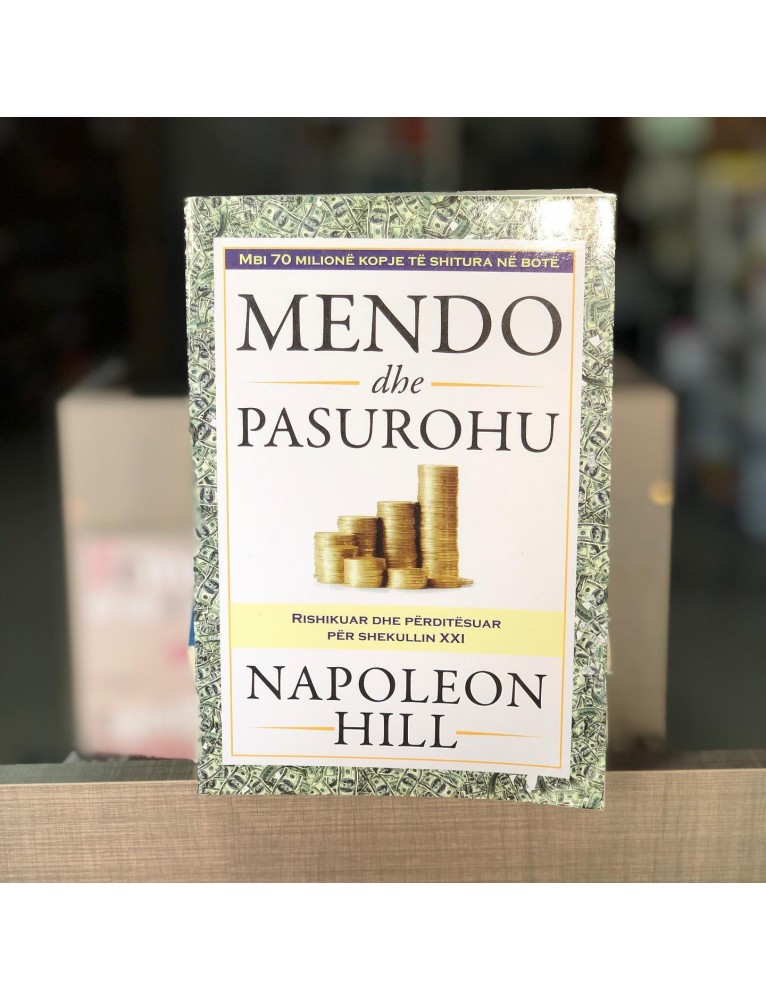 MBI 70 MILIONË KOPJE TË SHITURA NË BOTË
MENDO
dhe
PASUROHU
RISHIKUAR DHE PËRDITËSUAR
PËR SHEKULLIN XXI
NAPOLEON
HILL